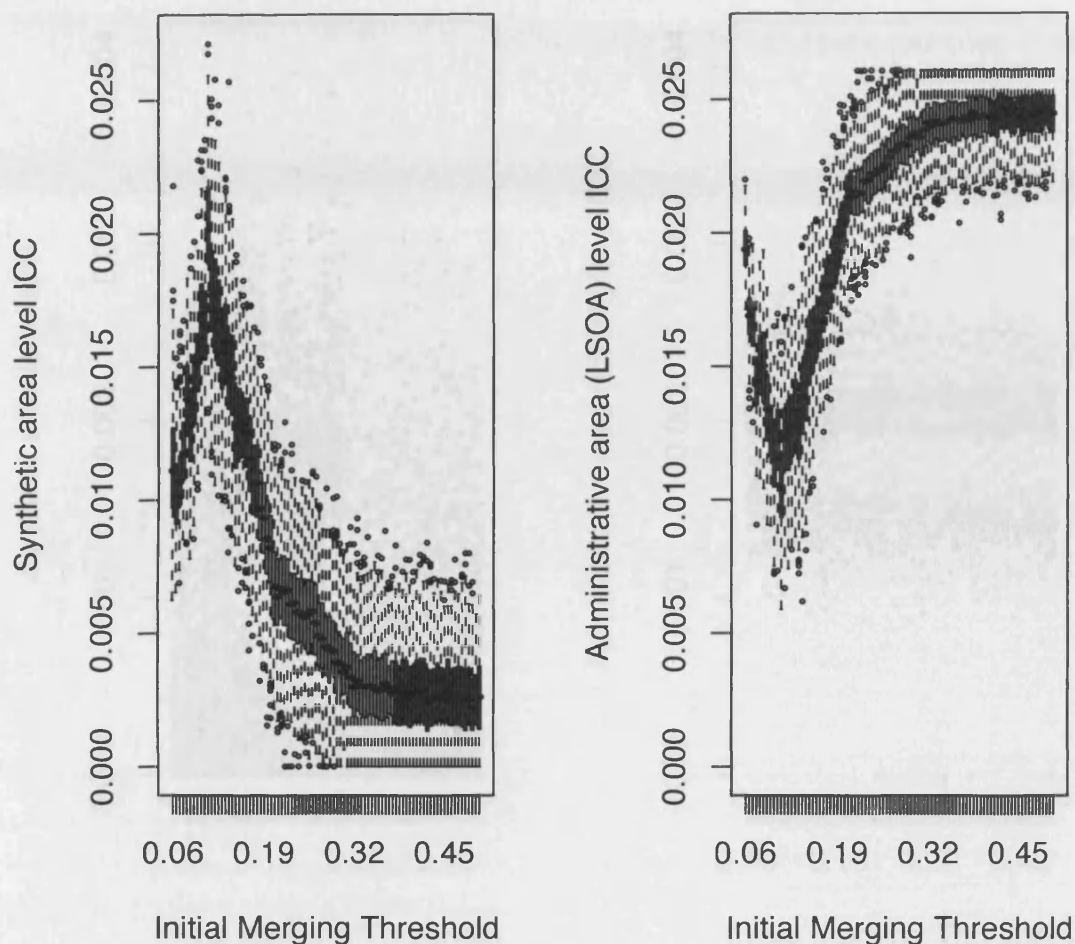 Synthetic area level ICC
0.000 0.005 0.010 0.015 0.020 0.025
0.06 0.19 0.32 0.45
Initial Merging Threshold
Administrative area (LSOA) level ICC
0.000 0.005 0.010 0.015 0.020 0.025
0.06 0.19 0.32 0.45
Initial Merging Threshold